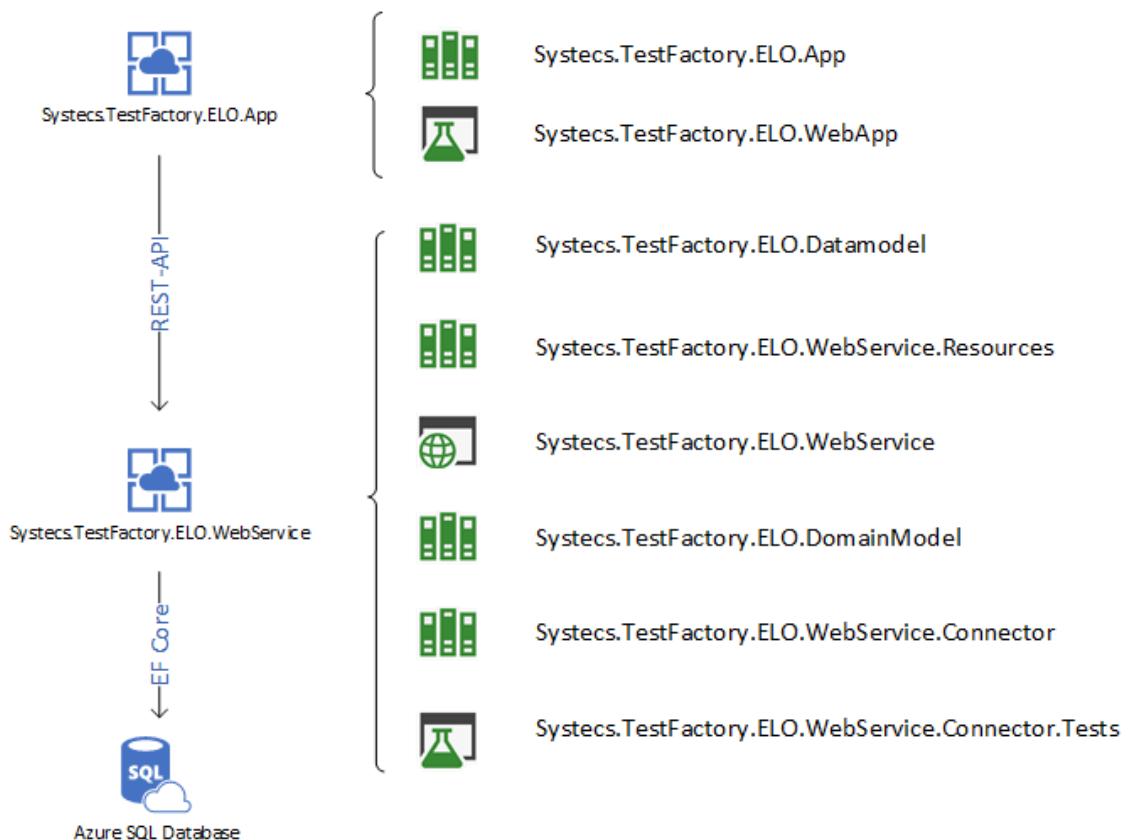 Systecs.TestFactory.ELO.App
REST-API
Systecs.TestFactory.ELO.WebService
EF Core
SQL
Azure SQL Database
Systecs.TestFactory.ELO.App
Systecs.TestFactory.ELO.WebApp
Systecs.TestFactory.ELO.Datamodel
Systecs.TestFactory.ELO.WebService.Resources
Systecs.TestFactory.ELO.WebService
Systecs.TestFactory.ELO.DomainModel
Systecs.TestFactory.ELO.WebService.Connector
Systecs.TestFactory.ELO.WebService.Connector.Tests